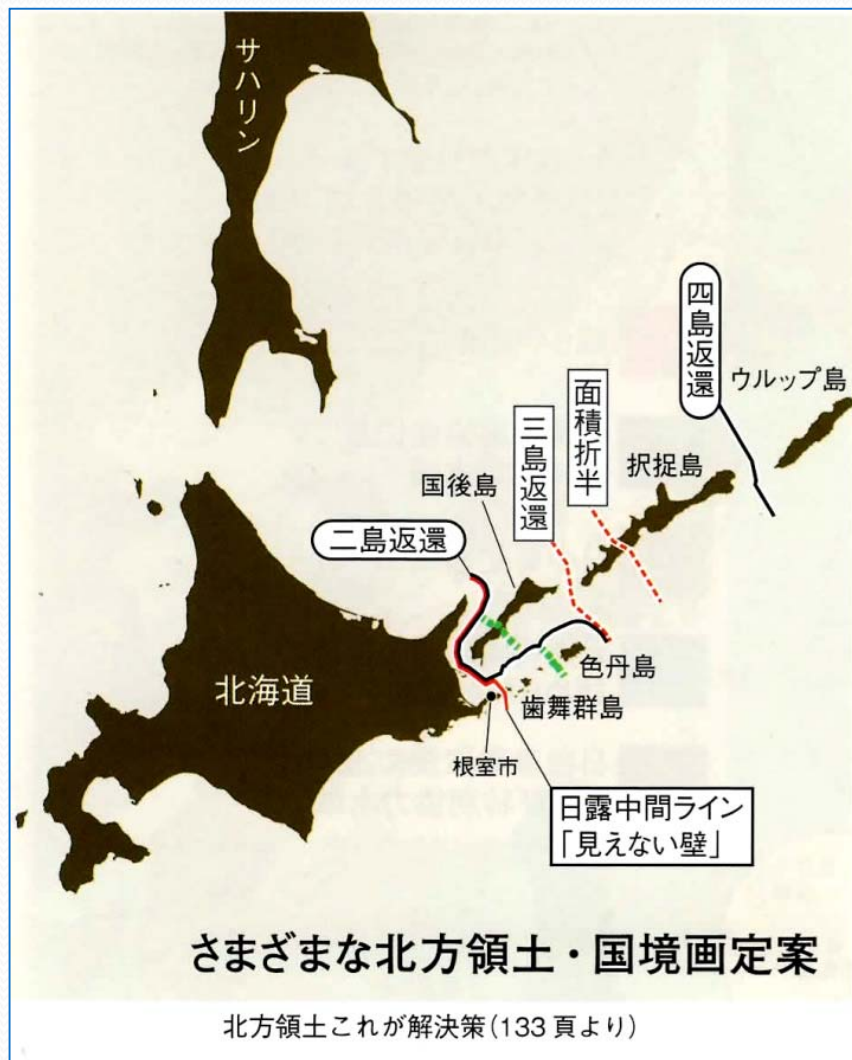 サハリン
四島返還
ウルップ島
面積折半
択捉島
三島返還
国後島
二島返還
色丹島
北海道
歯舞群島
根室市
日露中間ライン
「見えない壁」
さまざまな北方領土・国境画定案
北方領土これが解決策(133頁より)